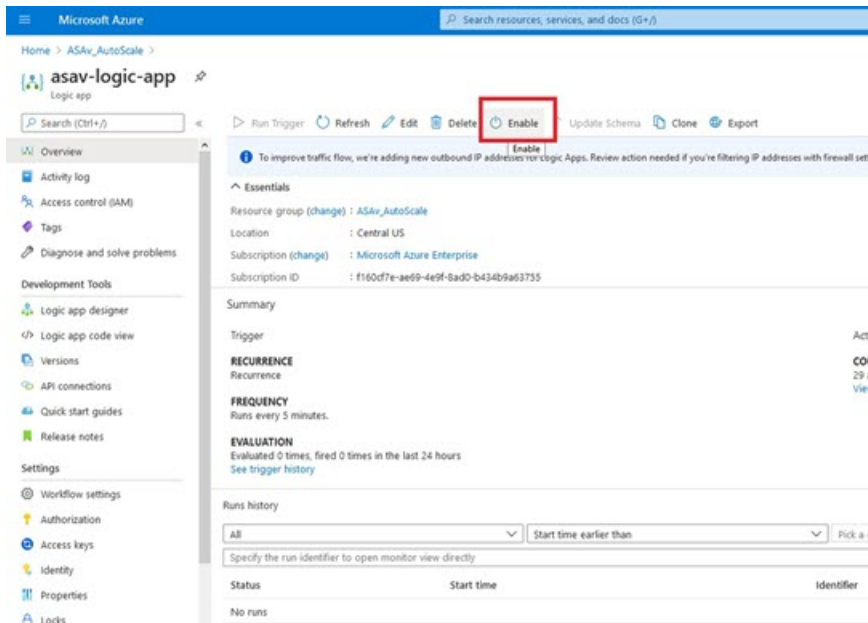 Microsoft Azure
Search resources, services, and docs (G+/)
Home > ASAv_AutoScale >
asav-logic-app
Logic app
Search (Ctrl+/)
Run Trigger Refresh Edit Delete Enable Update Schema Clone Export
Enable
Overview
Activity log
Access control (IAM)
Tags
Diagnose and solve problems
Development Tools
Logic app designer
Logic app code view
Versions
API connections
Quick start guides
Release notes
Settings
Workflow settings
Authorization
Access keys
Identity
Properties
Locks
To improve traffic flow, we're adding new outbound IP addresses for Logic Apps. Review action needed if you're filtering IP addresses with firewall set
Essentials
Resource group (change) : ASAv_AutoScale
Location : Central US
Subscription (change) : Microsoft Azure Enterprise
Subscription ID : f160cf7e-ae69-4e9f-8ad0-b434b9a63755
Summary
Trigger
RECURRENCE
Recurrence
FREQUENCY
Runs every 5 minutes.
EVALUATION
Evaluated 0 times, fired 0 times in the last 24 hours
See trigger history
Act
CO
29
Vie
Runs history
All Start time earlier than Pick a
Specify the run identifier to open monitor view directly
Status Start time Identifier
No runs